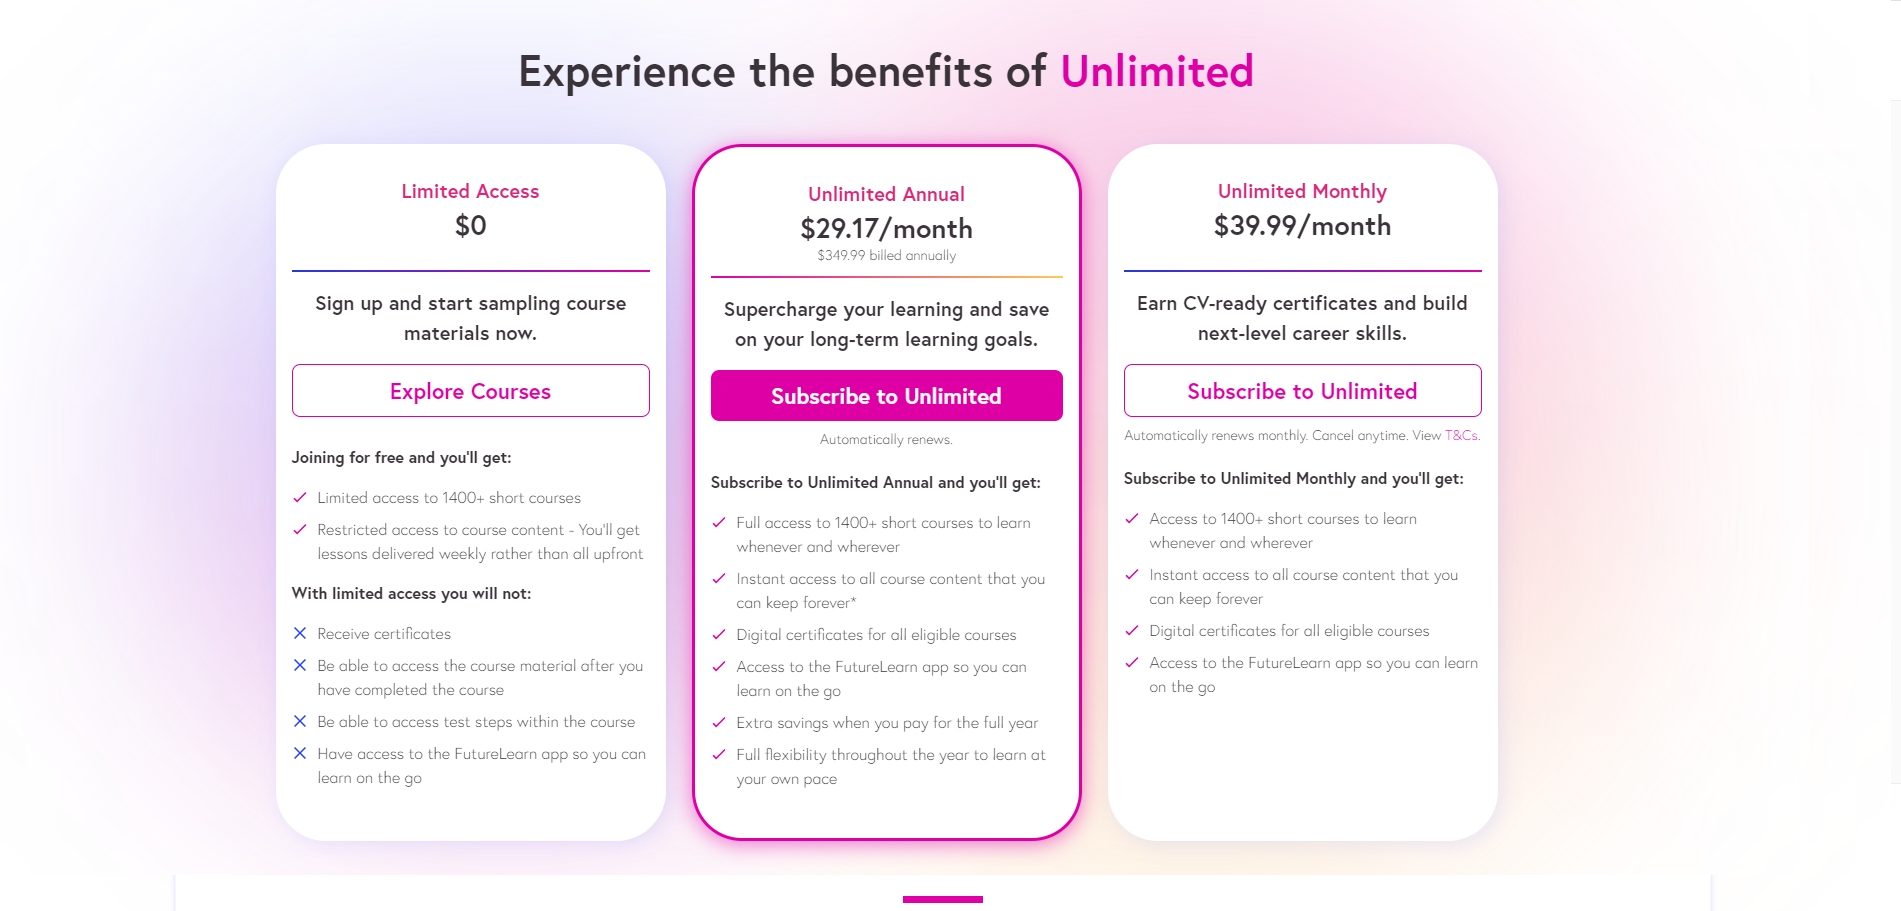 Experience the benefits of Unlimited
Limited Access
$0
Sign up and start sampling course
materials now.
Explore Courses
Joining for free and you'll get:
Limited access to 1400+ short courses
Restricted access to course content - You'll get
lessons delivered weekly rather than all upfront
With limited access you will not:
Receive certificates
Be able to access the course material after you
have completed the course
Be able to access test steps within the course
Have access to the FutureLearn app so you can
learn on the go
Unlimited Annual
$29.17/month
$349.99 billed annually
Supercharge your learning and save
on your long-term learning goals.
Subscribe to Unlimited
Automatically renews.
Subscribe to Unlimited Annual and you'll get:
Full access to 1400+ short courses to learn
whenever and wherever
Instant access to all course content that you
can keep forever*
Digital certificates for all eligible courses
Access to the FutureLearn app so you can
learn on the go
Extra savings when you pay for the full year
Full flexibility throughout the year to learn at
your own pace
Unlimited Monthly
$39.99/month
Earn CV-ready certificates and build
next-level career skills.
Subscribe to Unlimited
Automatically renews monthly. Cancel anytime. View T&Cs.
Subscribe to Unlimited Monthly and you'll get:
Access to 1400+ short courses to learn
whenever and wherever
Instant access to all course content that you
can keep forever
Digital certificates for all eligible courses
Access to the FutureLearn app so you can learn
on the go